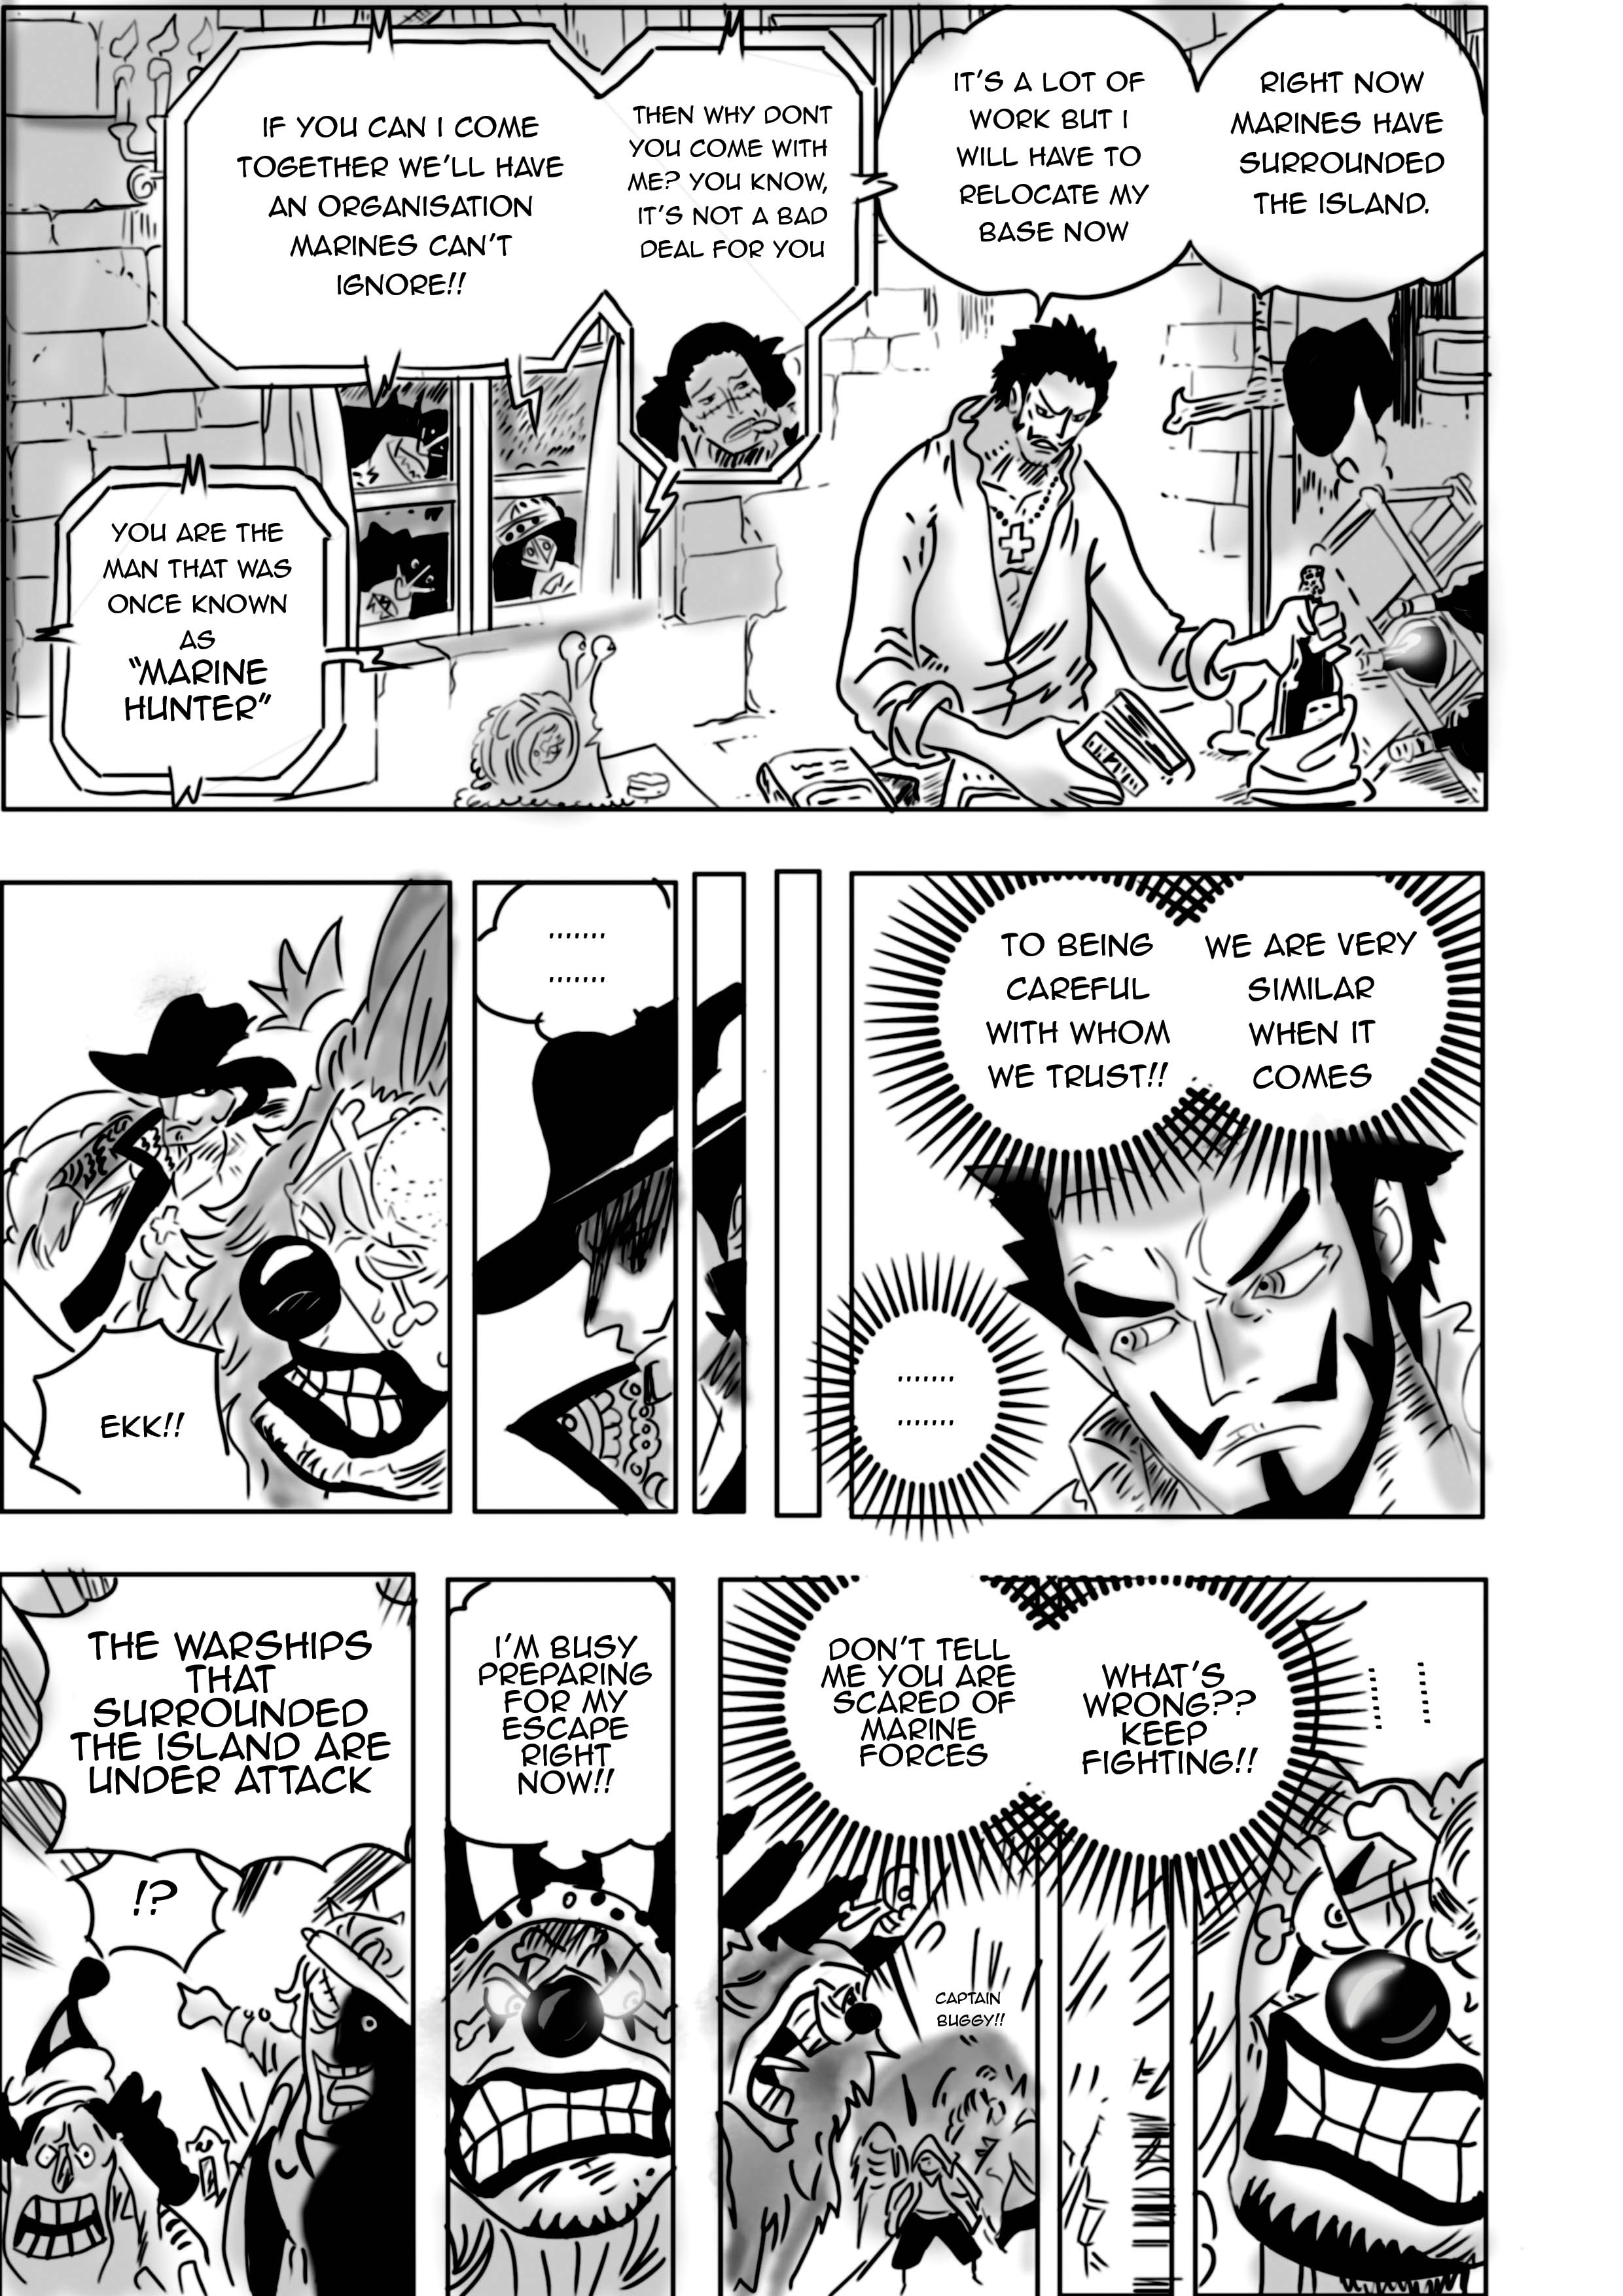 RIGHT NOW
MARINES HAVE
SURROUNDED
THE ISLAND.
IT'S A LOT OF
WORK BUT I
WILL HAVE TO
RELOCATE MY
BASE NOW
THEN WHY DONT
YOU COME WITH
ME? YOU KNOW,
IT'S NOT A BAD
DEAL FOR YOU
IF YOU CAN I COME
TOGETHER WE'LL HAVE
AN ORGANISATION
MARINES CAN'T
IGNORE!!
YOU ARE THE
MAN THAT WAS
ONCE KNOWN
AS
"MARINE
HUNTER"
WE ARE VERY
SIMILAR
WHEN IT
COMES
TO BEING
CAREFUL
WITH WHOM
WE TRUST!!
.......
.......
.......
.......
EKK!!
.......
.......
WHAT'S
WRONG??
KEEP
FIGHTING!!
DON'T TELL
ME YOU ARE
SCARED OF
MARINE
FORCES
CAPTAIN
BUGGY!!
I'M BUSY
PREPARING
FOR MY
ESCAPE
RIGHT
NOW!!
THE WARSHIPS
THAT
SURROUNDED
THE ISLAND ARE
UNDER ATTACK
!?